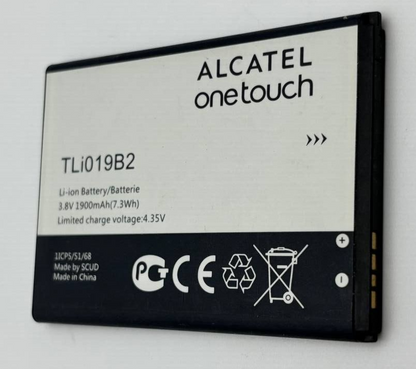 ALCATEL
onetouch
TLi019B2
Li-ion Battery/Batterie
3.8V 1900mAh(7.3Wh)
Limited charge voltage:4.35V
1ICP5/51/68
Made by SCUD
Made in China
+
-